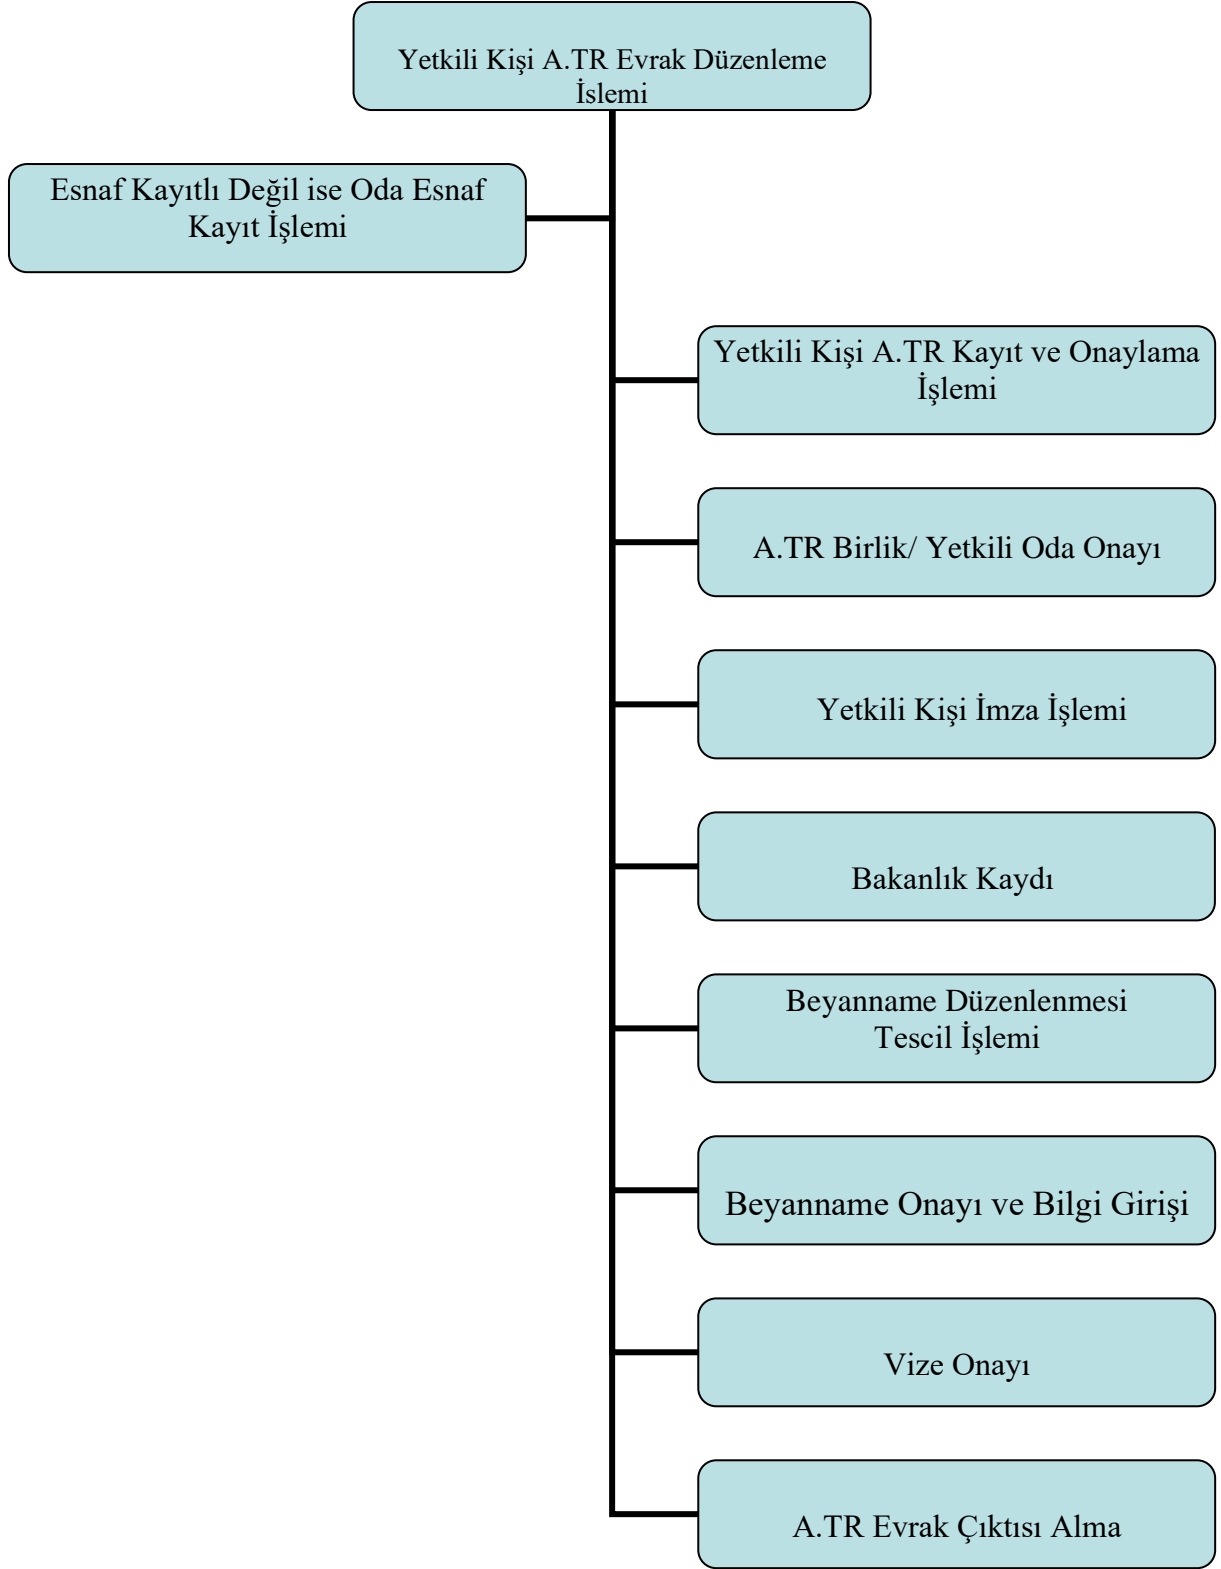 Yetkili Kişi A.TR Evrak Düzenleme
İslemi
Esnaf Kayıtlı Değil ise Oda Esnaf
Kayıt İşlemi
Yetkili Kişi A.TR Kayıt ve Onaylama
İşlemi
A.TR Birlik/ Yetkili Oda Onayı
Yetkili Kişi İmza İşlemi
Bakanlık Kaydı
Beyanname Düzenlenmesi
Tescil İşlemi
Beyanname Onayı ve Bilgi Girişi
Vize Onayı
A.TR Evrak Çıktısı Alma